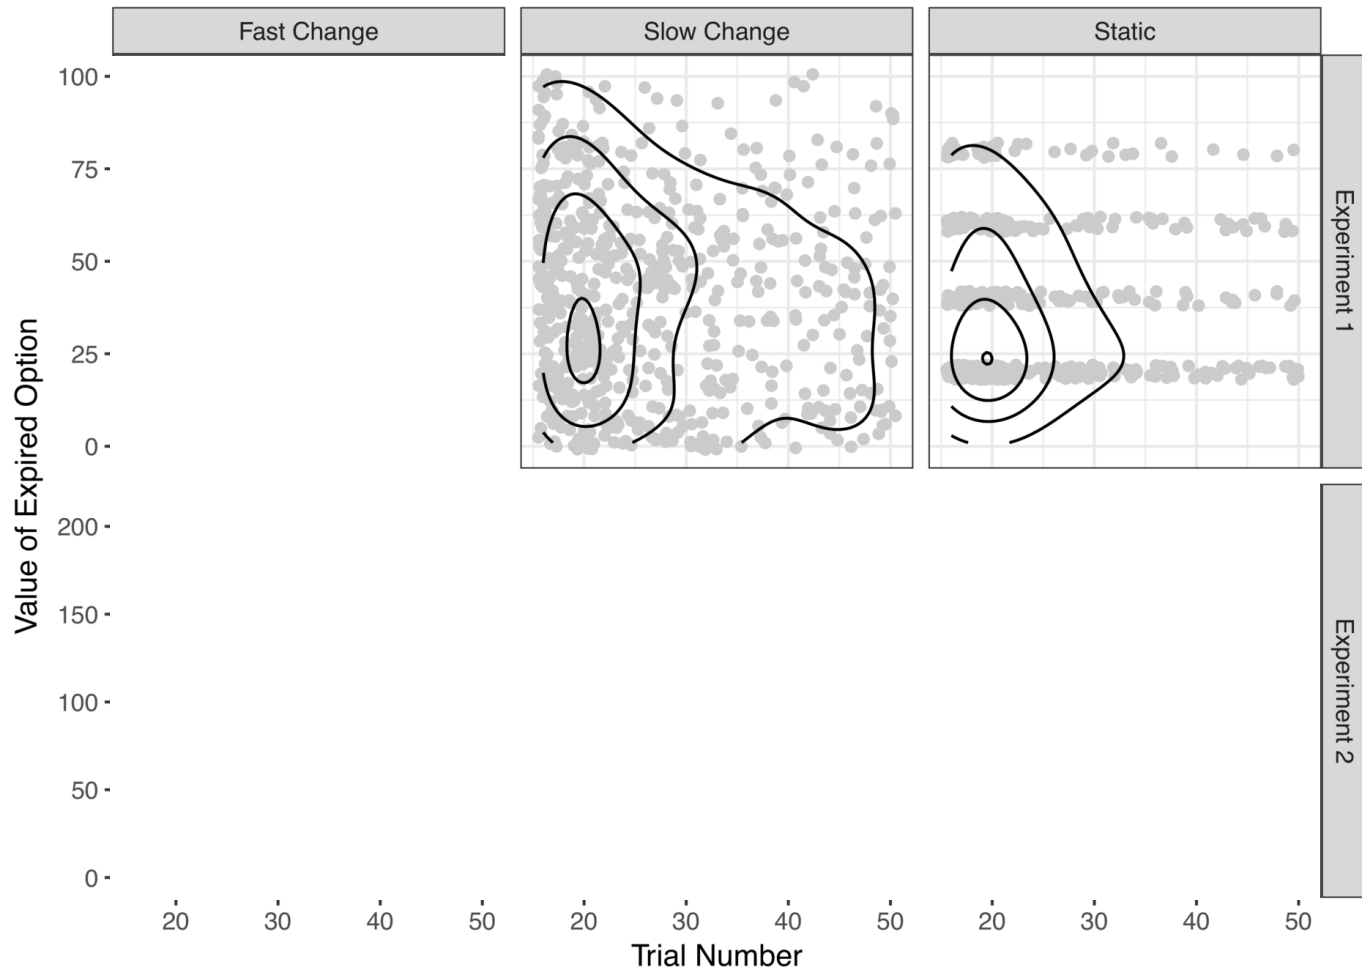 Fast Change
Slow Change
Static
Value of Expired Option
100
75
50
25
0
Experiment 1
200
150
100
50
0
Experiment 2
20 30 40 50
20 30 40 50
20 30 40 50
Trial Number